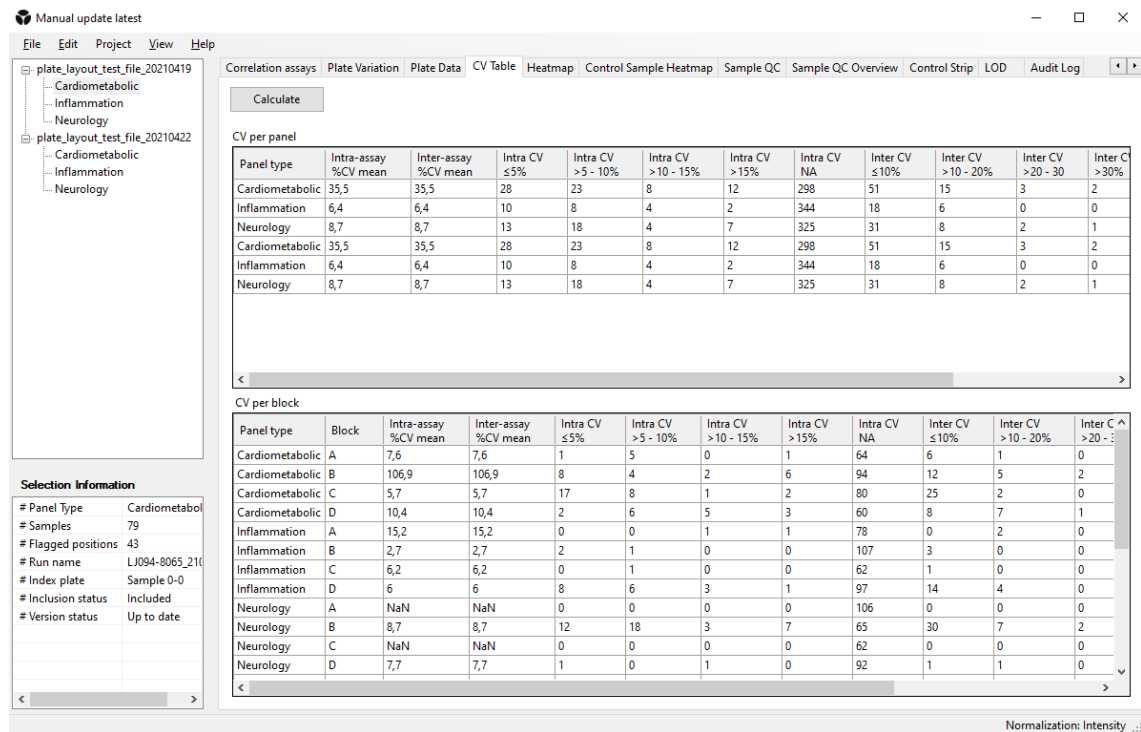 Manual update latest
File Edit Project View Help
plate_layout_test_file_20210419
Cardiometabolic
Inflammation
Neurology
plate_layout_test_file_20210422
Cardiometabolic
Inflammation
Neurology
Selection Information
# Panel Type Cardiometabol
# Samples 79
# Flagged positions 43
# Run name LJ094-8065_210
# Index plate Sample 0-0
# Inclusion status Included
# Version status Up to date
Correlation assays Plate Variation Plate Data CV Table Heatmap Control Sample Heatmap Sample QC Sample QC Overview Control Strip LOD Audit Log
Calculate
CV per panel
Panel type Intra-assay %CV mean Inter-assay %CV mean Intra CV ≤5% Intra CV >5 - 10% Intra CV >10 - 15% Intra CV >15% Intra CV NA Inter CV ≤10% Inter CV >10 - 20% Inter CV >20 - 30 Inter CV >30%
Cardiometabolic 35,5 35,5 28 23 8 12 298 51 15 3 2
Inflammation 6,4 6,4 10 8 4 2 344 18 6 0 0
Neurology 8,7 8,7 13 18 4 7 325 31 8 2 1
Cardiometabolic 35,5 35,5 28 23 8 12 298 51 15 3 2
Inflammation 6,4 6,4 10 8 4 2 344 18 6 0 0
Neurology 8,7 8,7 13 18 4 7 325 31 8 2 1
CV per block
Panel type Block Intra-assay %CV mean Inter-assay %CV mean Intra CV ≤5% Intra CV >5 - 10% Intra CV >10 - 15% Intra CV >15% Intra CV NA Inter CV ≤10% Inter CV >10 - 20% Inter C >20 - 3
Cardiometabolic A 7,6 7,6 1 5 0 1 64 6 1 0
Cardiometabolic B 106,9 106,9 8 4 2 6 94 12 5 2
Cardiometabolic C 5,7 5,7 17 8 1 2 80 25 2 0
Cardiometabolic D 10,4 10,4 2 6 5 3 60 8 7 1
Inflammation A 15,2 15,2 0 0 1 1 78 0 2 0
Inflammation B 2,7 2,7 2 1 0 0 107 3 0 0
Inflammation C 6,2 6,2 0 1 0 0 62 1 0 0
Inflammation D 6 6 8 6 3 1 97 14 4 0
Neurology A NaN NaN 0 0 0 0 106 0 0 0
Neurology B 8,7 8,7 12 18 3 7 65 30 7 2
Neurology C NaN NaN 0 0 0 0 62 0 0 0
Neurology D 7,7 7,7 1 0 1 0 92 1 1 0
Normalization: Intensity